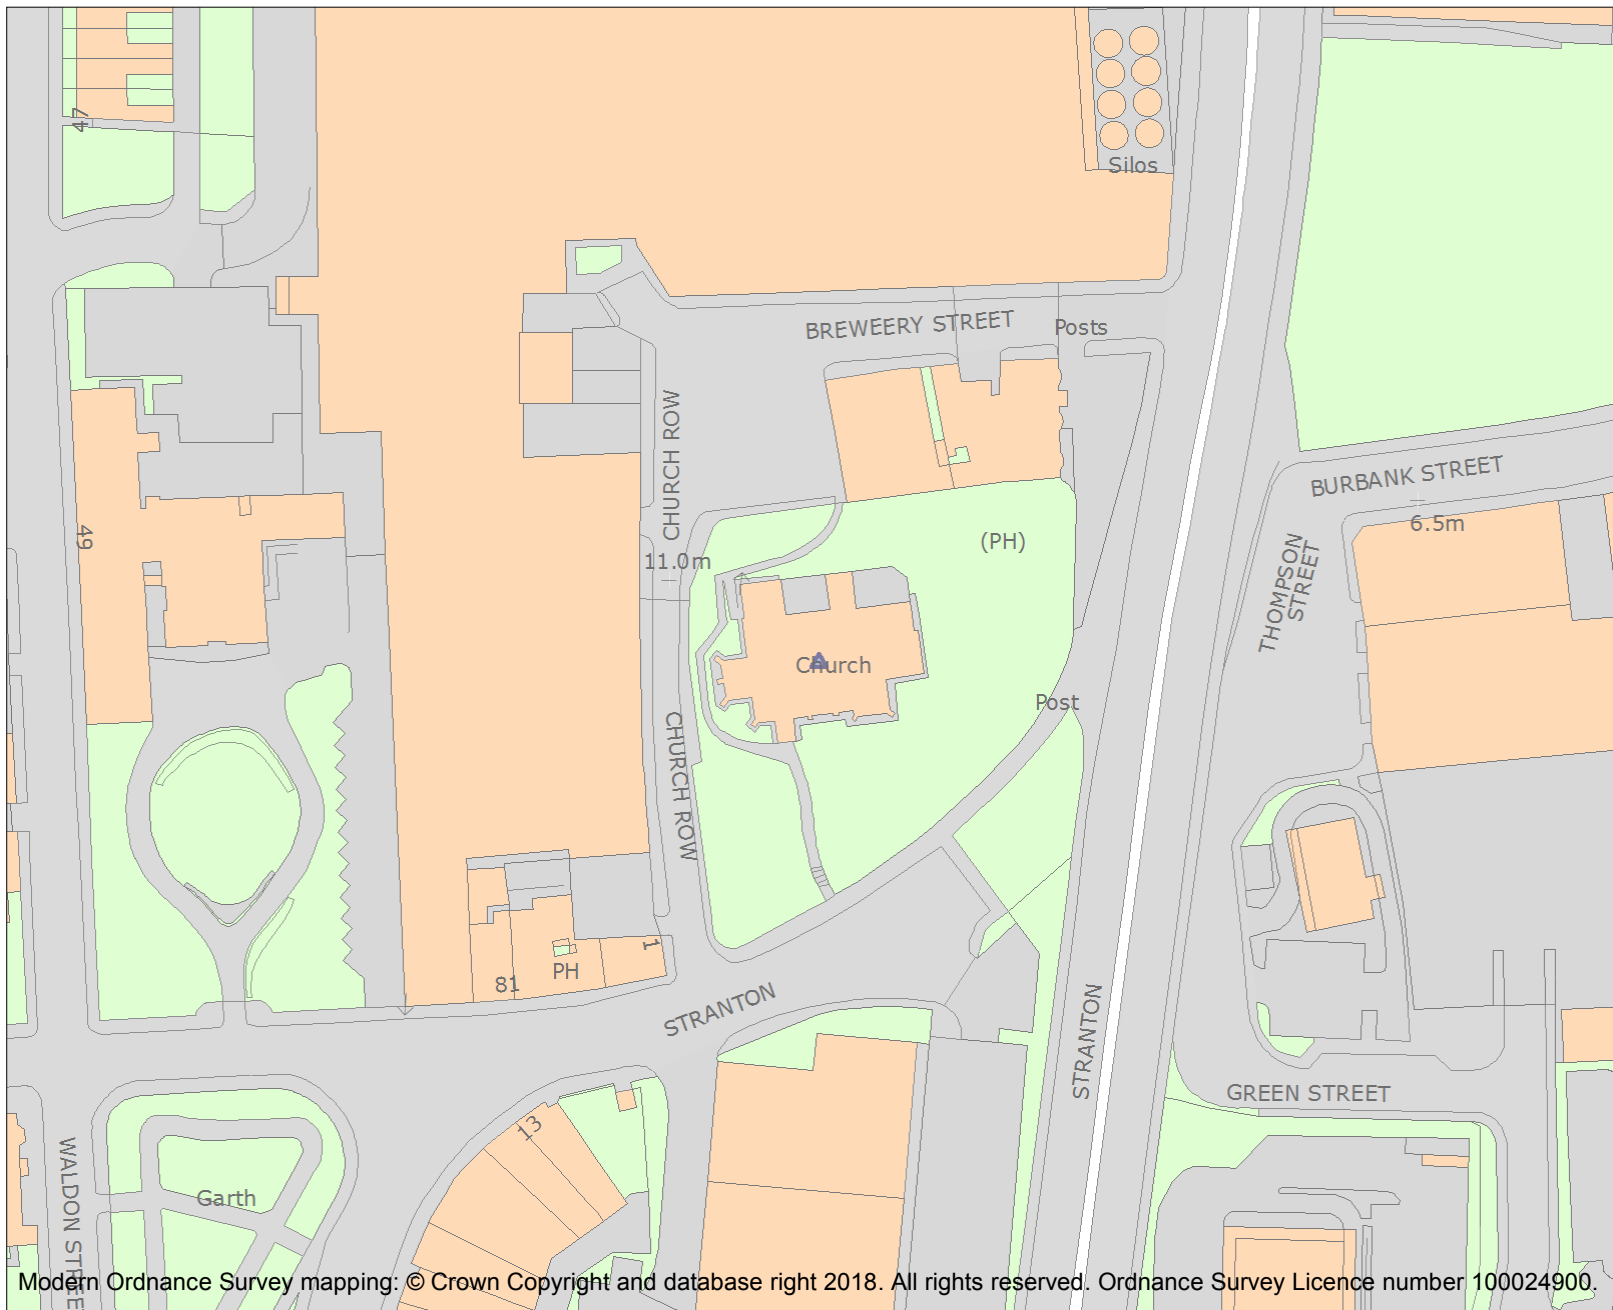 47
Silos
BREWEERY STREET
Posts
CHURCH ROW
BURBANK STREET
6.5m
49
(PH)
11.0m
THOMPSON
STREET
Church
Post
CHURCH ROW
1
PH
81
STRANTON
STRANTON
GREEN STREET
13
WALDON STREE
Garth
Modern Ordnance Survey mapping: © Crown Copyright and database right 2018. All rights reserved. Ordnance Survey Licence number 100024900.